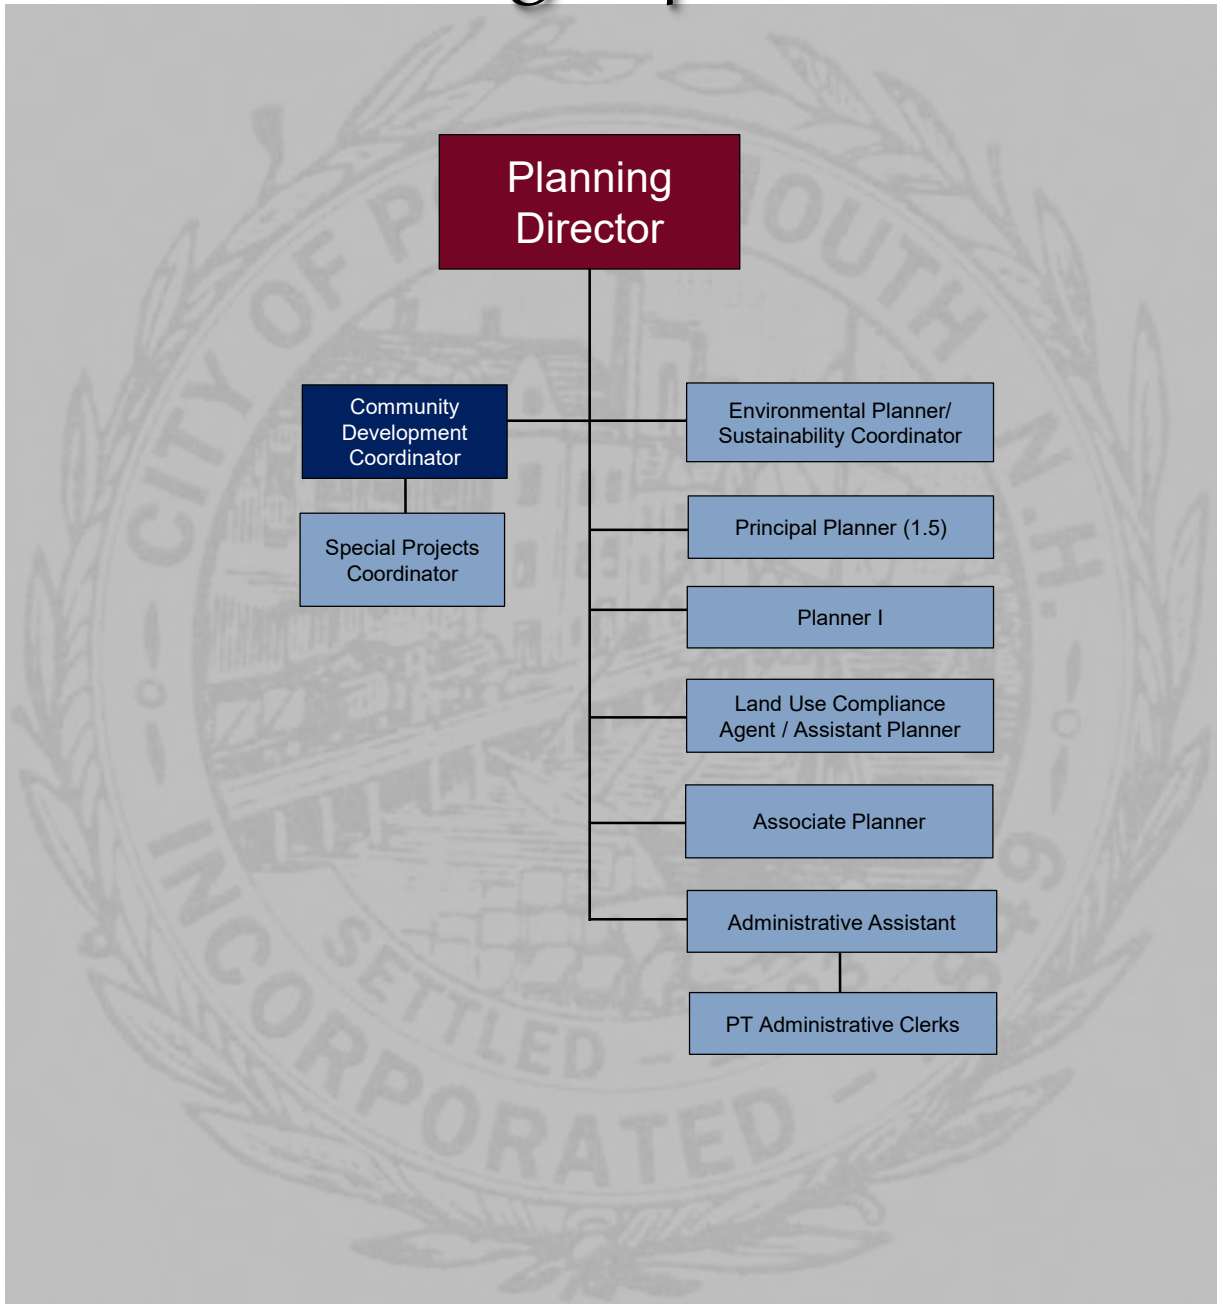 Planning
Director
Community
Development
Coordinator
Environmental Planner/
Sustainability Coordinator
Special Projects
Coordinator
Principal Planner (1.5)
Planner I
Land Use Compliance
Agent / Assistant Planner
Associate Planner
Administrative Assistant
PT Administrative Clerks
CITY OF
N.H.
INCORPORATED
SETTLED